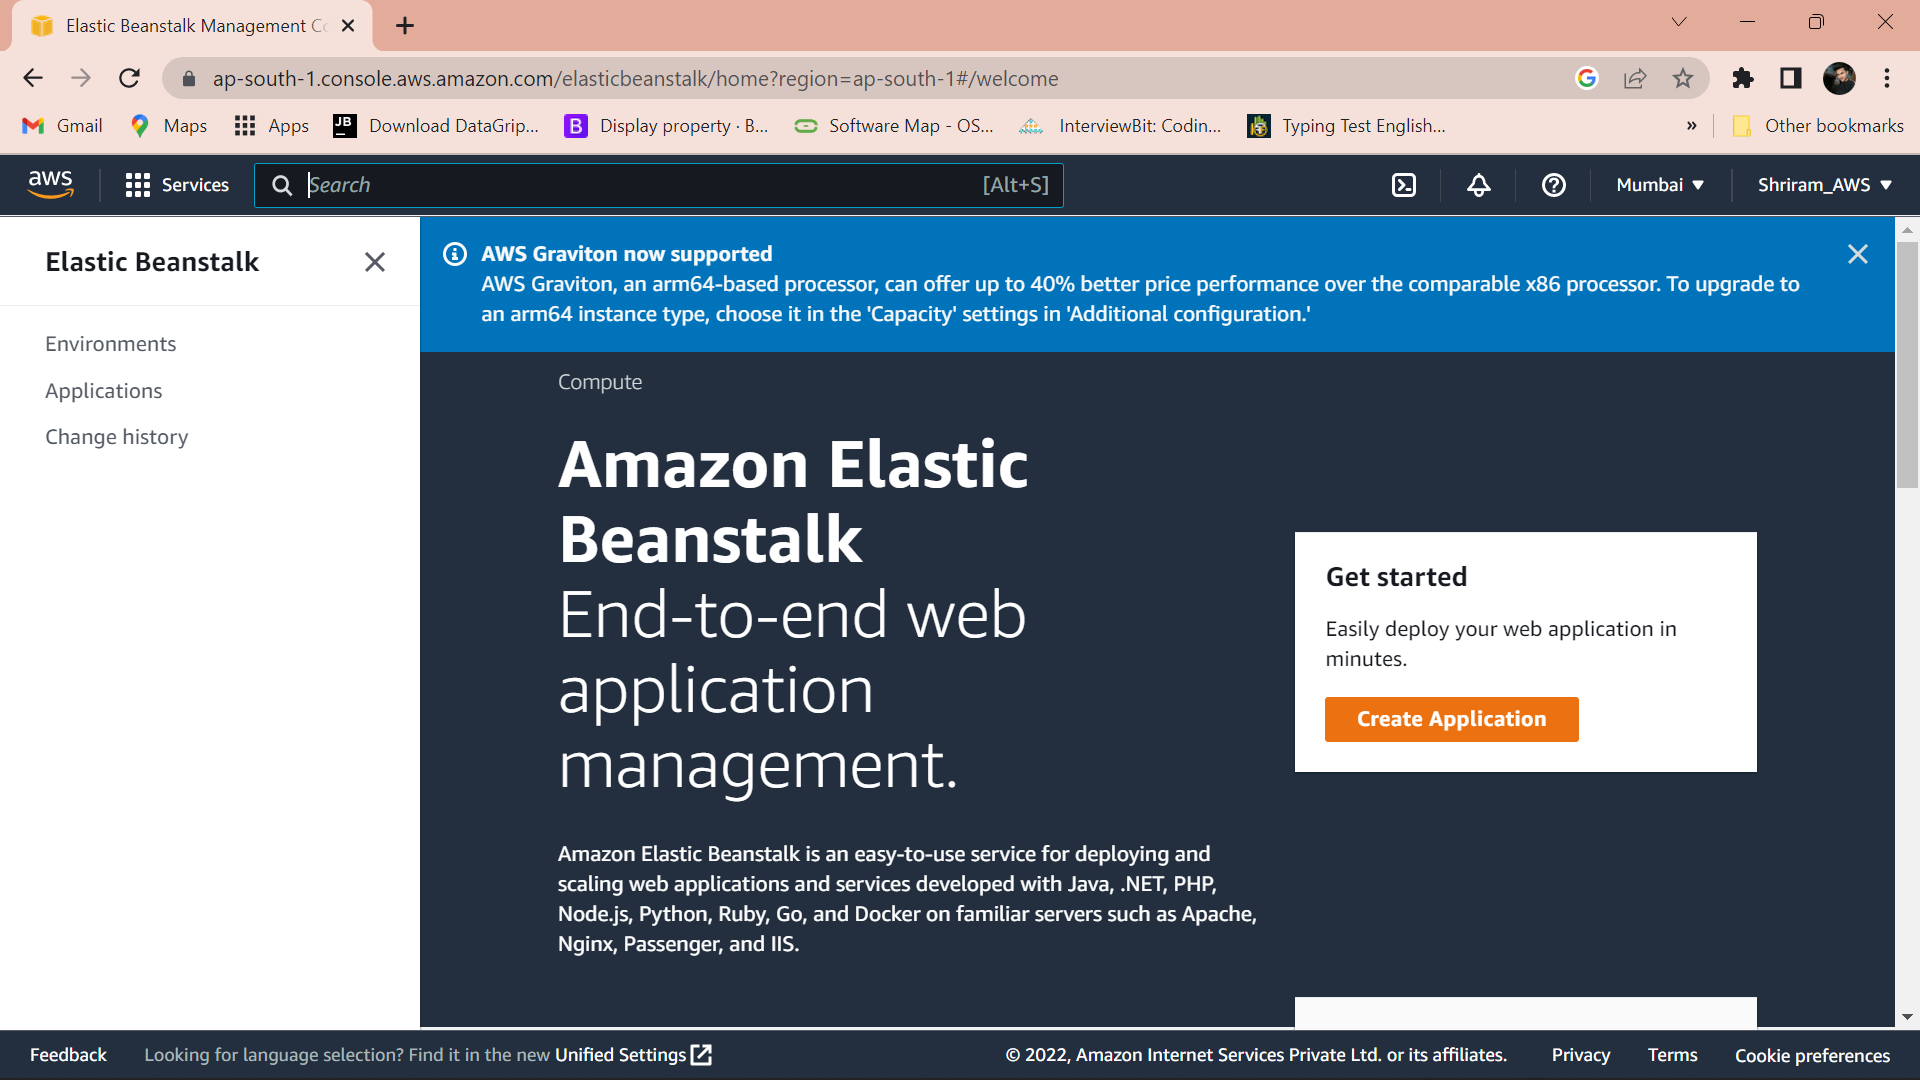 Elastic Beanstalk Management Co
ap-south-1.console.aws.amazon.com/elasticbeanstalk/home?region=ap-south-1#/welcome
Gmail
Maps
Apps
JB
Download DataGrip...
B
Display property · B...
Software Map - OS...
InterviewBit: Codin...
Typing Test English...
»
Other bookmarks
aws
Services
Search
[Alt+S]
Mumbai
Shriram_AWS
Elastic Beanstalk
Environments
Applications
Change history
AWS Graviton now supported
AWS Graviton, an arm64-based processor, can offer up to 40% better price performance over the comparable x86 processor. To upgrade to
an arm64 instance type, choose it in the 'Capacity' settings in 'Additional configuration.'
Compute
Amazon Elastic
Beanstalk
End-to-end web
application
management.
Amazon Elastic Beanstalk is an easy-to-use service for deploying and
scaling web applications and services developed with Java, .NET, PHP,
Node.js, Python, Ruby, Go, and Docker on familiar servers such as Apache,
Nginx, Passenger, and IIS.
Get started
Easily deploy your web application in
minutes.
Create Application
Feedback
Looking for language selection? Find it in the new Unified Settings
© 2022, Amazon Internet Services Private Ltd. or its affiliates.
Privacy
Terms
Cookie preferences